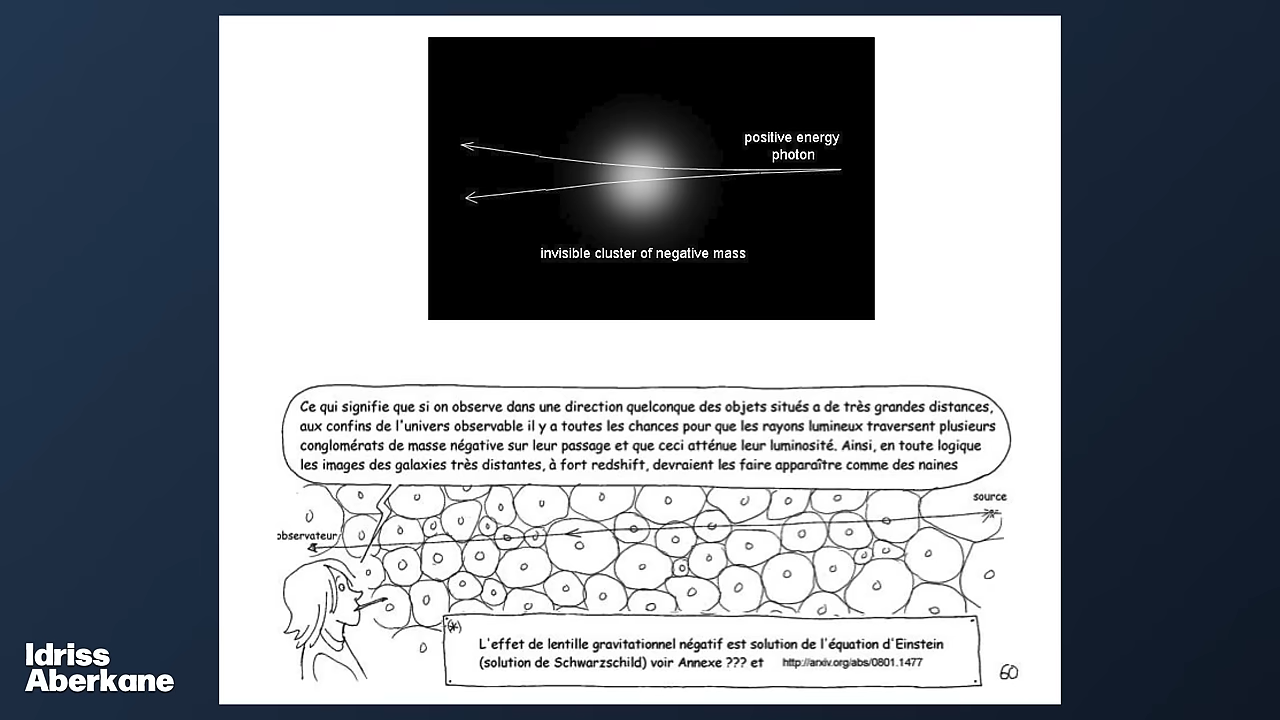 positive energy
photon
invisible cluster of negative mass
Ce qui signifie que si on observe dans une direction quelconque des objets situés a de très grandes distances,
aux confins de l'univers observable il y a toutes les chances pour que les rayons lumineux traversent plusieurs
conglomérats de masse négative sur leur passage et que ceci atténue leur luminosité. Ainsi, en toute logique
les images des galaxies très distantes, à fort redshift, devraient les faire apparaître comme des naines
source
observateur
(*)
L'effet de lentille gravitationnel négatif est solution de l'équation d'Einstein
(solution de Schwarzschild) voir Annexe ??? et http://arxiv.org/abs/0801.1477
60
Idriss
Aberkane